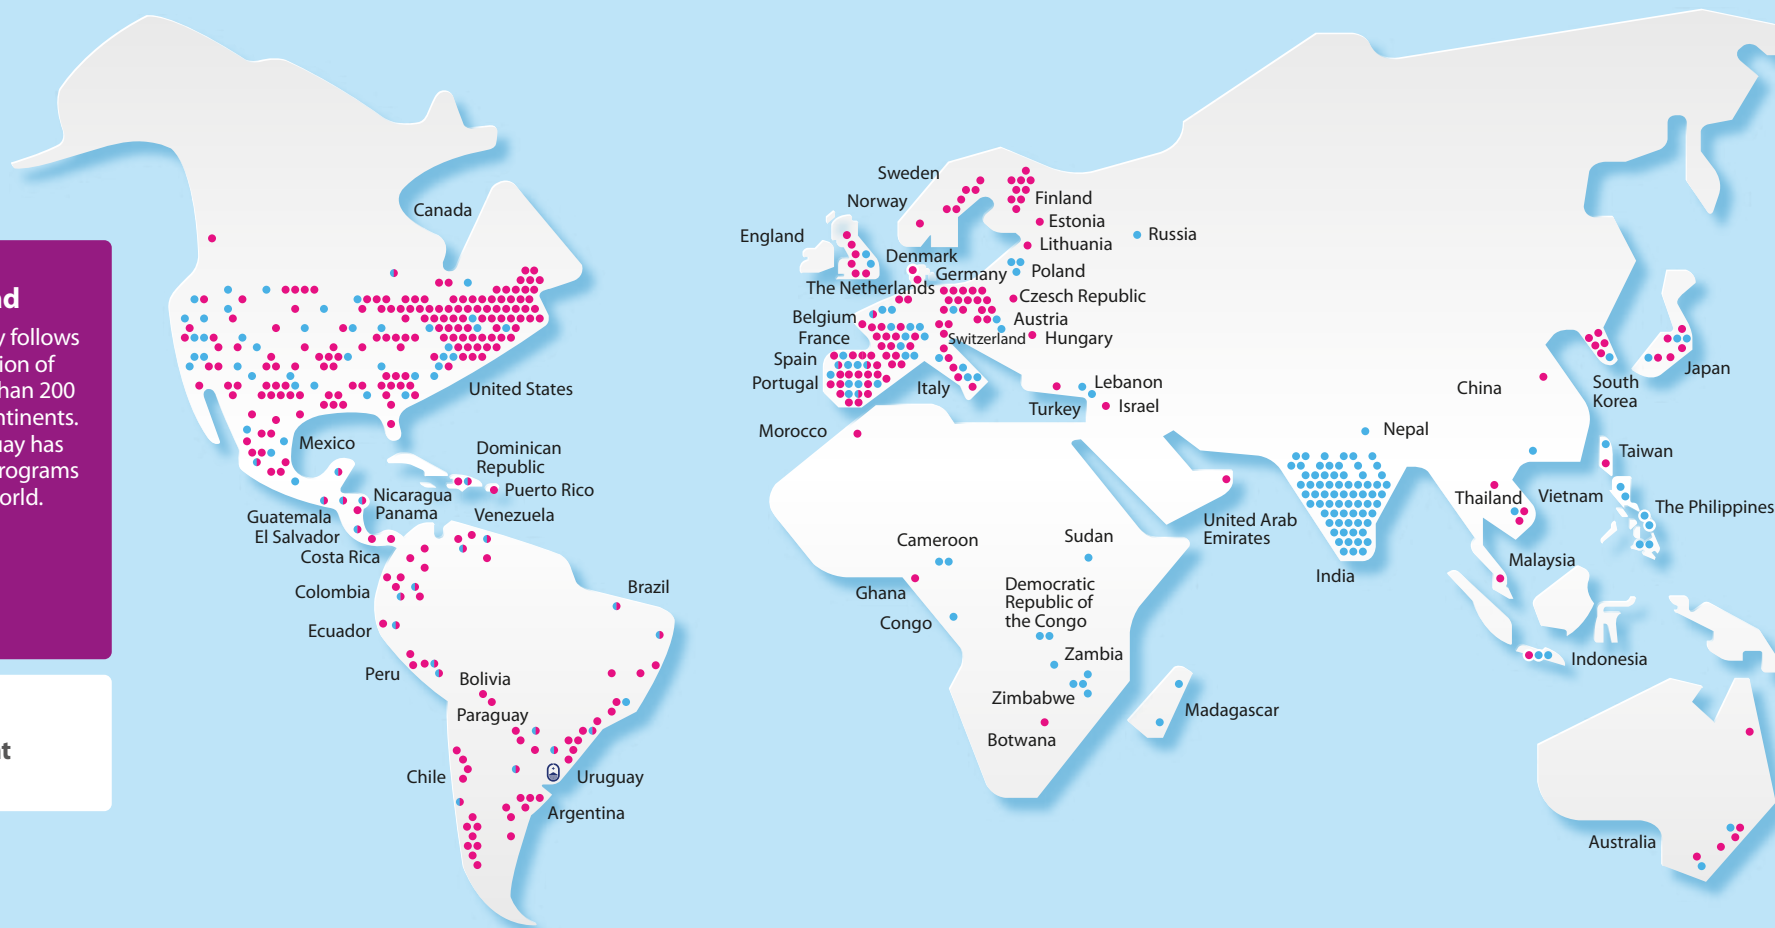 nd
y follows
ion of
han 200
ntinents.
uay has
rograms
orld.
t
Canada
United States
Mexico
Dominican
Republic
Puerto Rico
Nicaragua
Panama
Venezuela
Guatemala
El Salvador
Costa Rica
Colombia
Brazil
Ecuador
Peru
Bolivia
Paraguay
Chile
Uruguay
Argentina
Sweden
Norway
Finland
Estonia
England
Lithuania
Russia
Denmark
Germany
Poland
The Netherlands
Czech Republic
Belgium
Austria
France
Switzerland
Hungary
Spain
Portugal
Italy
Lebanon
Turkey
Israel
Morocco
China
South
Korea
Japan
Nepal
Taiwan
Thailand
Vietnam
The Philippines
United Arab
Emirates
India
Malaysia
Indonesia
Cameroon
Sudan
Ghana
Democratic
Republic of
the Congo
Congo
Zambia
Zimbabwe
Madagascar
Botwana
Australia